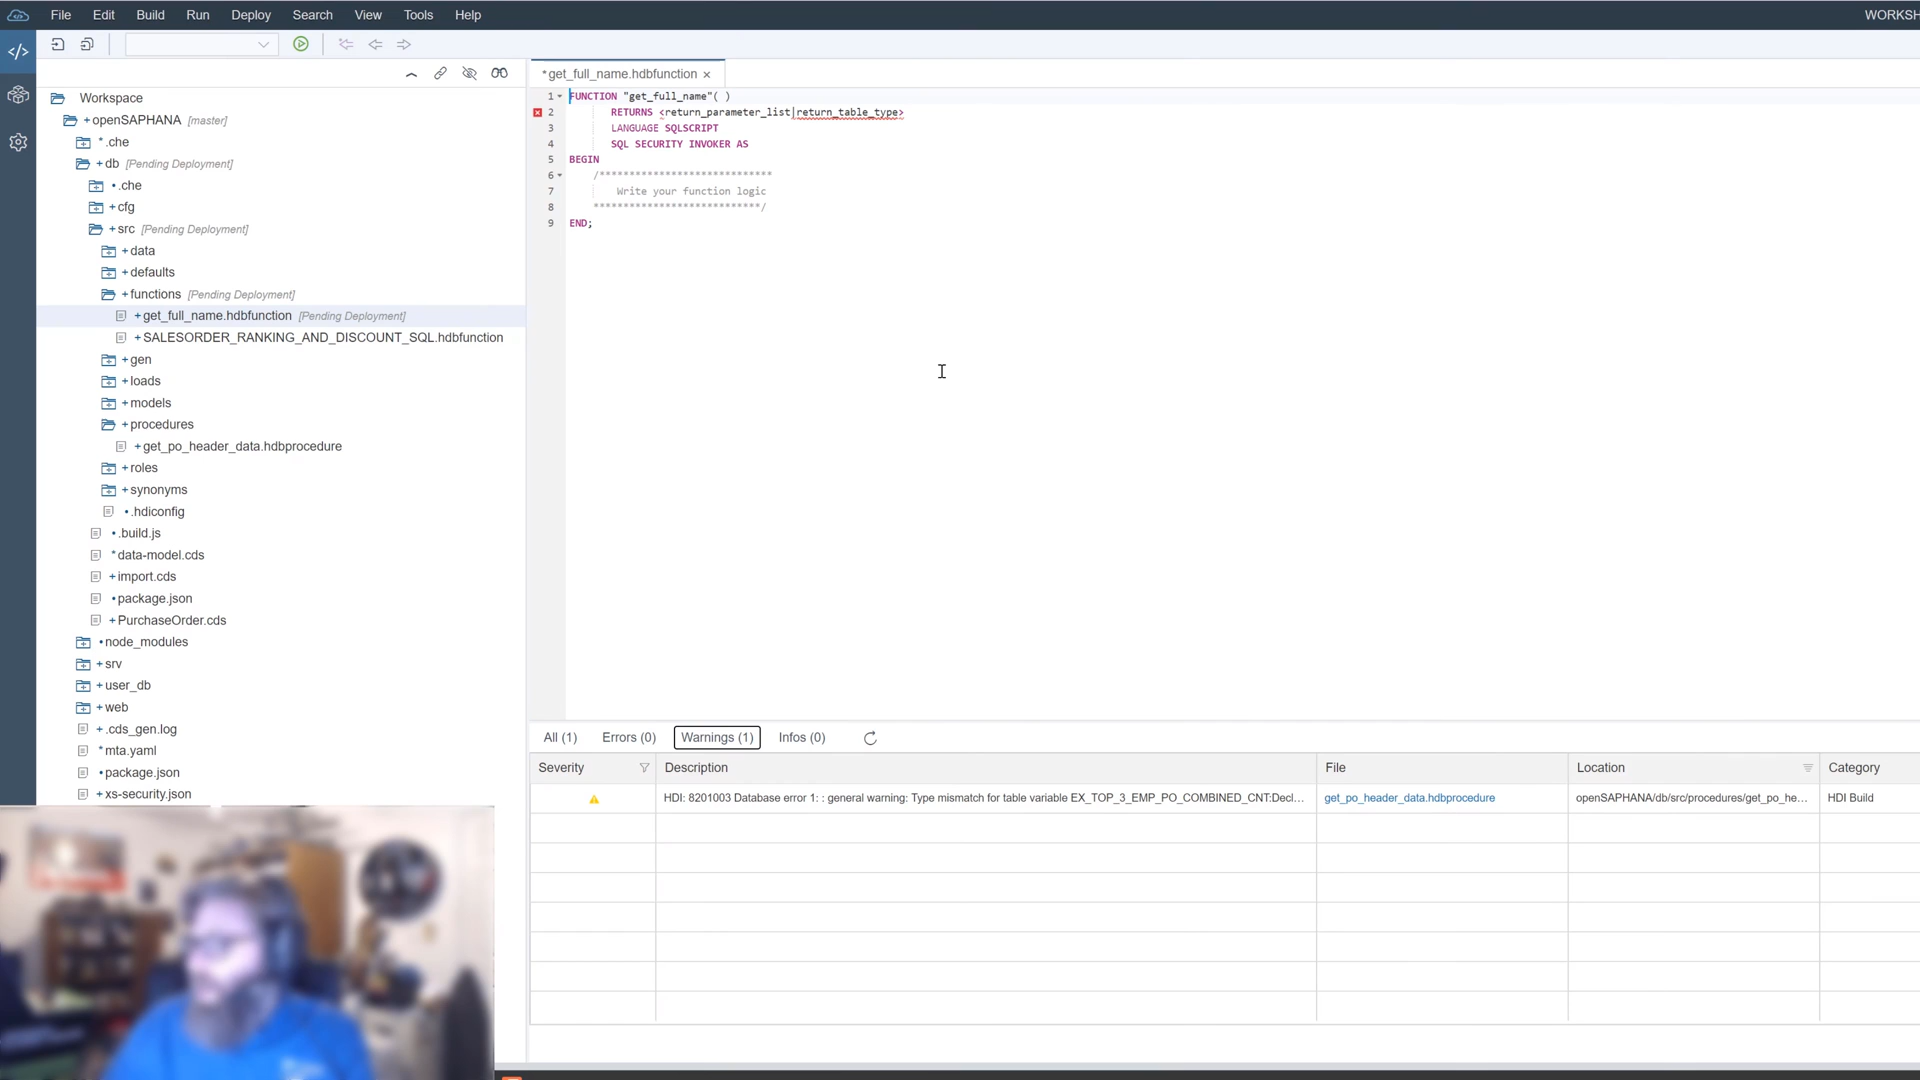 File Edit Build Run Deploy Search View Tools Help WORKSH
*get_full_name.hdbfunction ×
Workspace
+openSAPHANA [master]
*.che
+db [Pending Deployment]
•.che
+cfg
+src [Pending Deployment]
+data
+defaults
+functions [Pending Deployment]
+get_full_name.hdbfunction [Pending Deployment]
+SALESORDER_RANKING_AND_DISCOUNT_SQL.hdbfunction
+gen
+loads
+models
+procedures
+get_po_header_data.hdbprocedure
+roles
+synonyms
•.hdiconfig
•.build.js
*data-model.cds
+import.cds
•package.json
+PurchaseOrder.cds
•node_modules
+srv
+user_db
+web
+.cds_gen.log
*mta.yaml
•package.json
+xs-security.json
1 FUNCTION "get_full_name"( )
2 RETURNS <return_parameter_list|return_table_type>
3 LANGUAGE SQLSCRIPT
4 SQL SECURITY INVOKER AS
5 BEGIN
6 /****************************
7 Write your function logic
8 ****************************/
9 END;
All (1) Errors (0) Warnings (1) Infos (0)
Severity Description File Location Category
HDI: 8201003 Database error 1: : general warning: Type mismatch for table variable EX_TOP_3_EMP_PO_COMBINED_CNT:Decl... get_po_header_data.hdbprocedure openSAPHANA/db/src/procedures/get_po_he... HDI Build